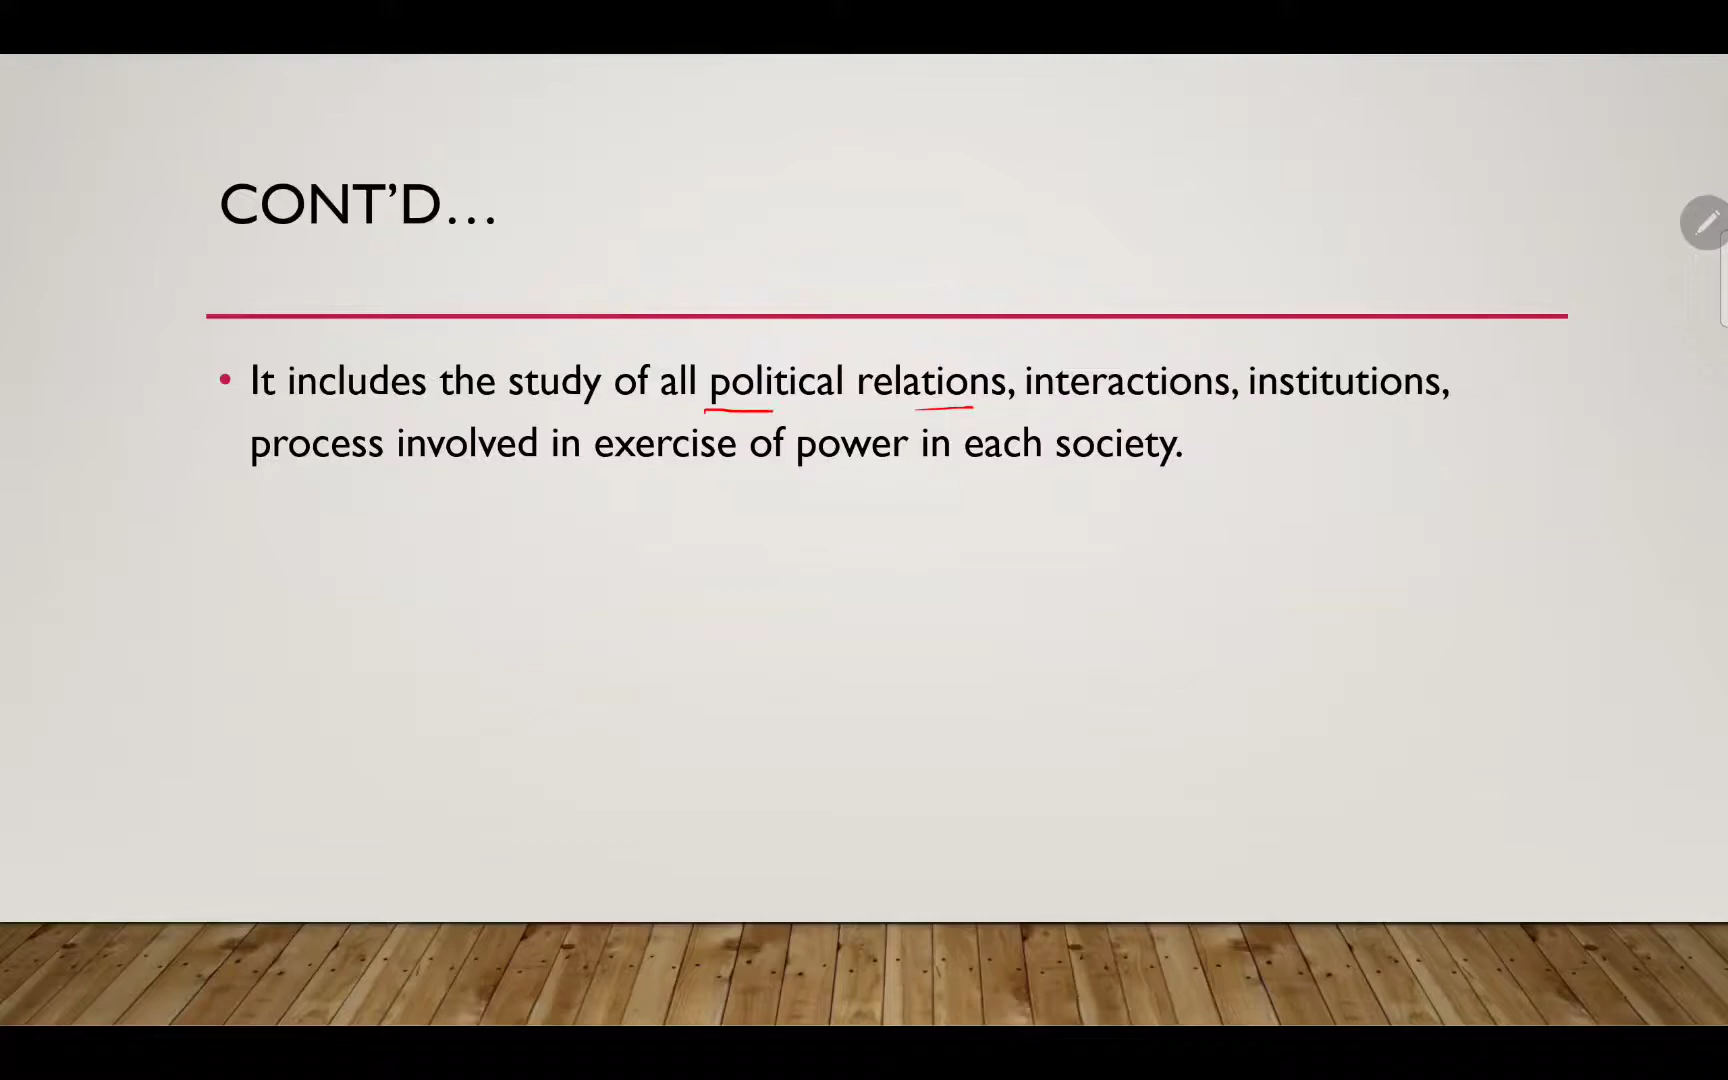 CONT’D…
• It includes the study of all political relations, interactions, institutions,
process involved in exercise of power in each society.